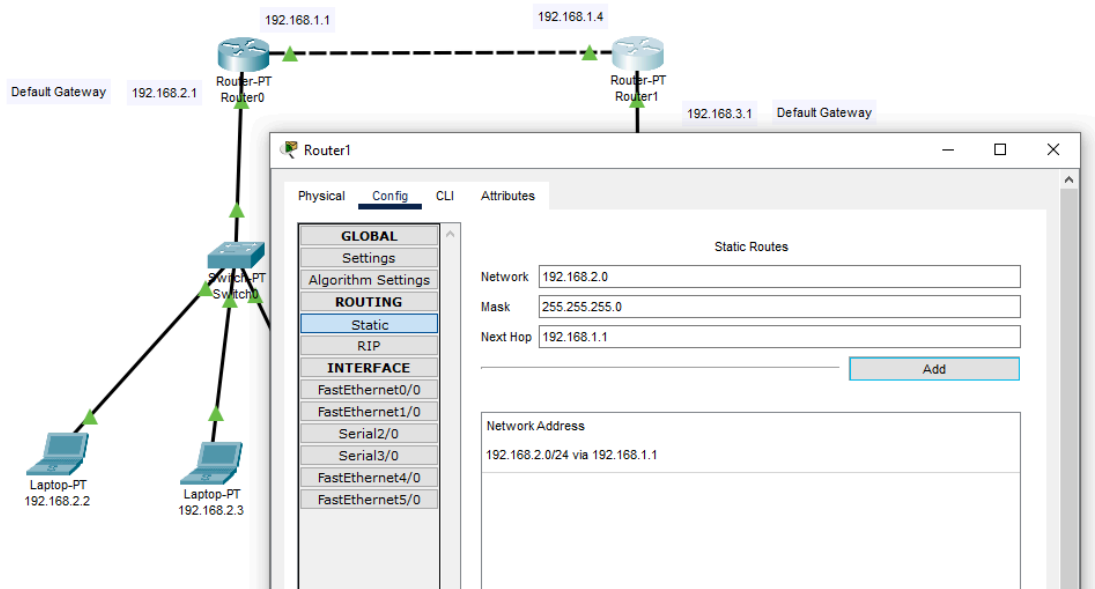 192.168.1.1
192.168.1.4
Router-PT
Router0
Router-PT
Router1
Default Gateway
192.168.2.1
192.168.3.1
Default Gateway
Switch-PT
Switch0
Laptop-PT
192.168.2.2
Laptop-PT
192.168.2.3
Router1
Physical Config CLI Attributes
GLOBAL
Settings
Algorithm Settings
ROUTING
Static
RIP
INTERFACE
FastEthernet0/0
FastEthernet1/0
Serial2/0
Serial3/0
FastEthernet4/0
FastEthernet5/0
Static Routes
Network 192.168.2.0
Mask 255.255.255.0
Next Hop 192.168.1.1
Add
Network Address
192.168.2.0/24 via 192.168.1.1